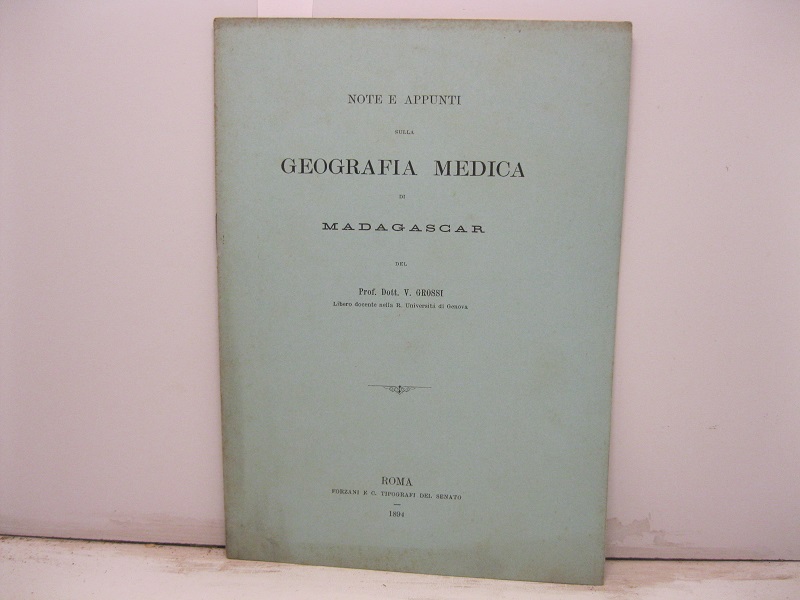 NOTE E APPUNTI
SULLA
GEOGRAFIA MEDICA
DI
MADAGASCAR
DEL
Prof. Dott. V. GROSSI
Libero docente nella R. Università di Genova
ROMA
FORZANI E C. TIPOGRAFI DEL SENATO
—
1894